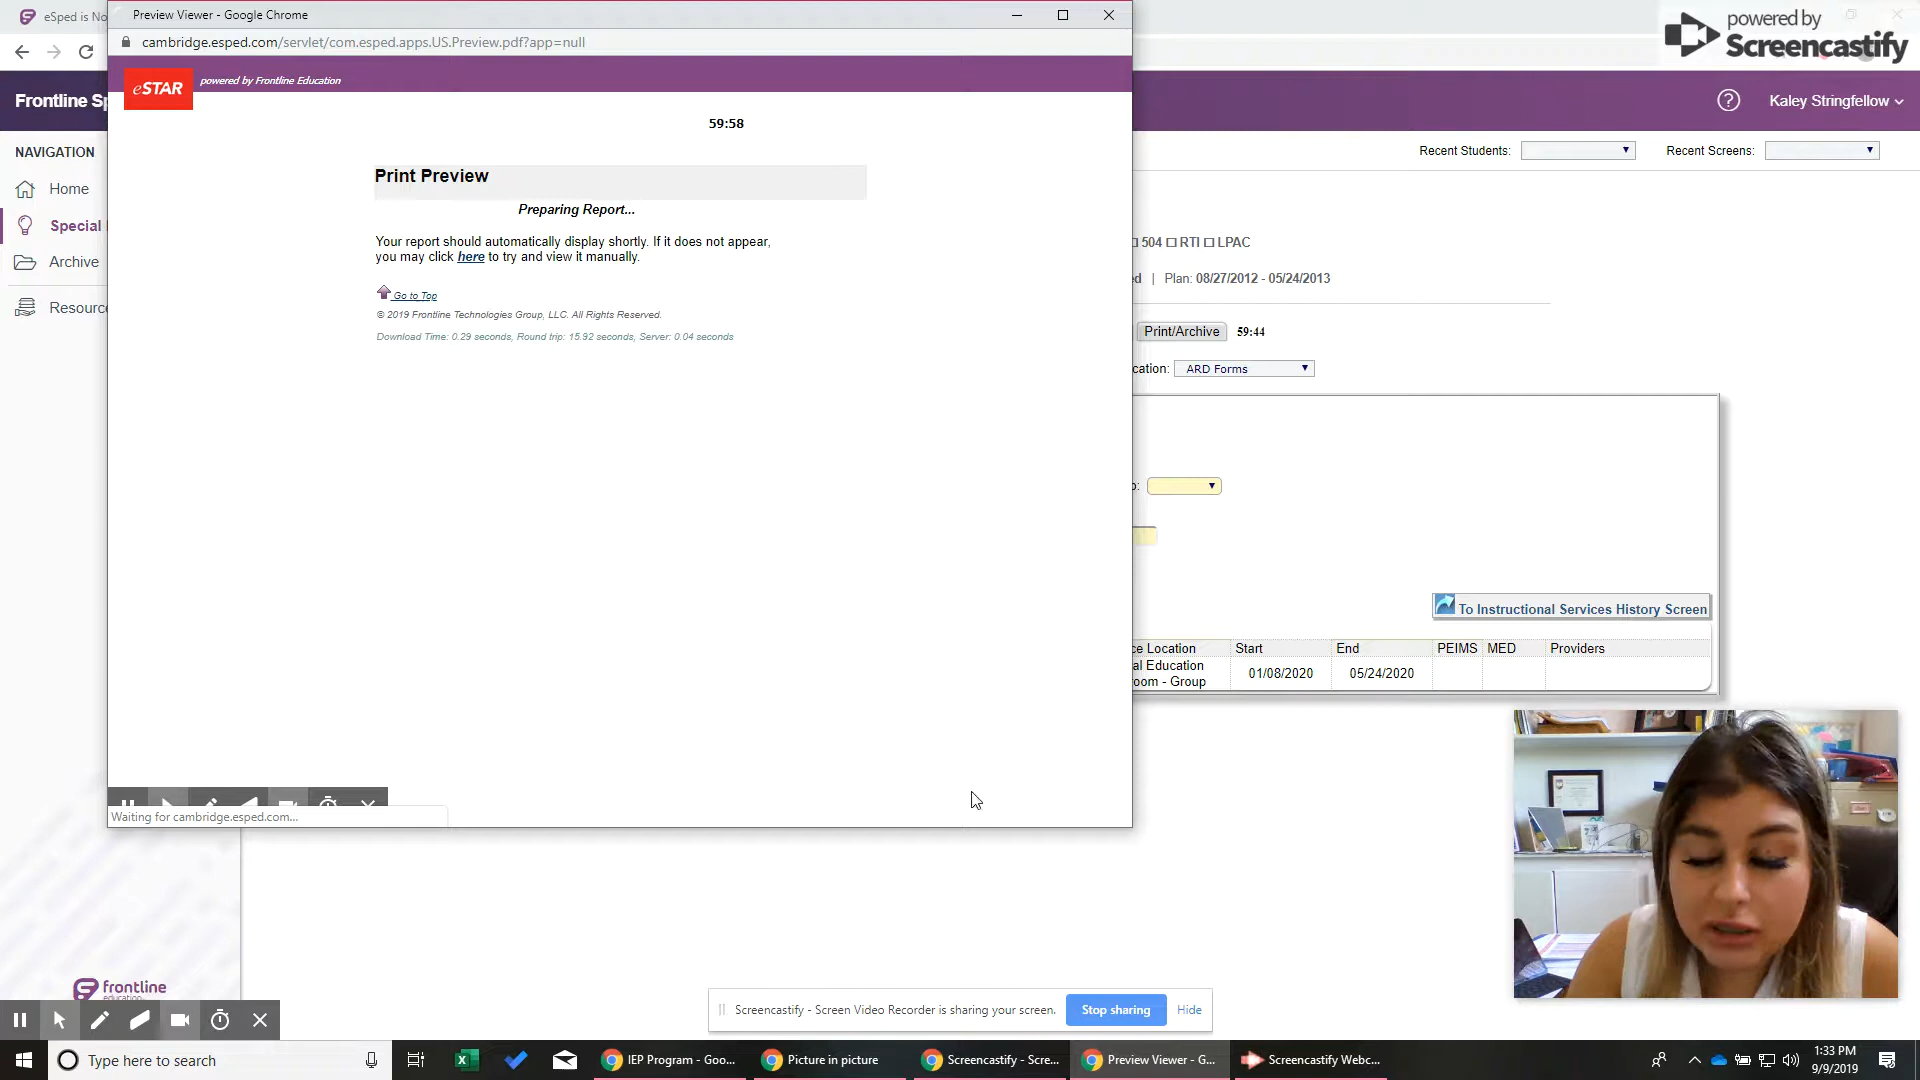 eSped is No
Preview Viewer - Google Chrome
cambridge.esped.com/servlet/com.esped.apps.US.Preview.pdf?app=null
powered by
Screencastify
eSTAR
powered by Frontline Education
Frontline Sp
Kaley Stringfellow
59:58
NAVIGATION
Recent Students:
Recent Screens:
Print Preview
Home
Preparing Report...
Special
Your report should automatically display shortly. If it does not appear,
you may click here to try and view it manually.
504 RTI LPAC
Archive
ed | Plan: 08/27/2012 - 05/24/2013
Go to Top
Resourc
© 2019 Frontline Technologies Group, LLC. All Rights Reserved.
Print/Archive 59:44
Download Time: 0.29 seconds, Round trip: 15.92 seconds, Server: 0.04 seconds
cation: ARD Forms
To Instructional Services History Screen
ce Location Start End PEIMS MED Providers
al Education
oom - Group
01/08/2020 05/24/2020
Waiting for cambridge.esped.com...
frontline
education
Screencastify - Screen Video Recorder is sharing your screen. Stop sharing Hide
Type here to search
IEP Program - Goo...
Picture in picture
Screencastify - Scre...
Preview Viewer - G...
Screencastify Webc...
1:33 PM
9/9/2019